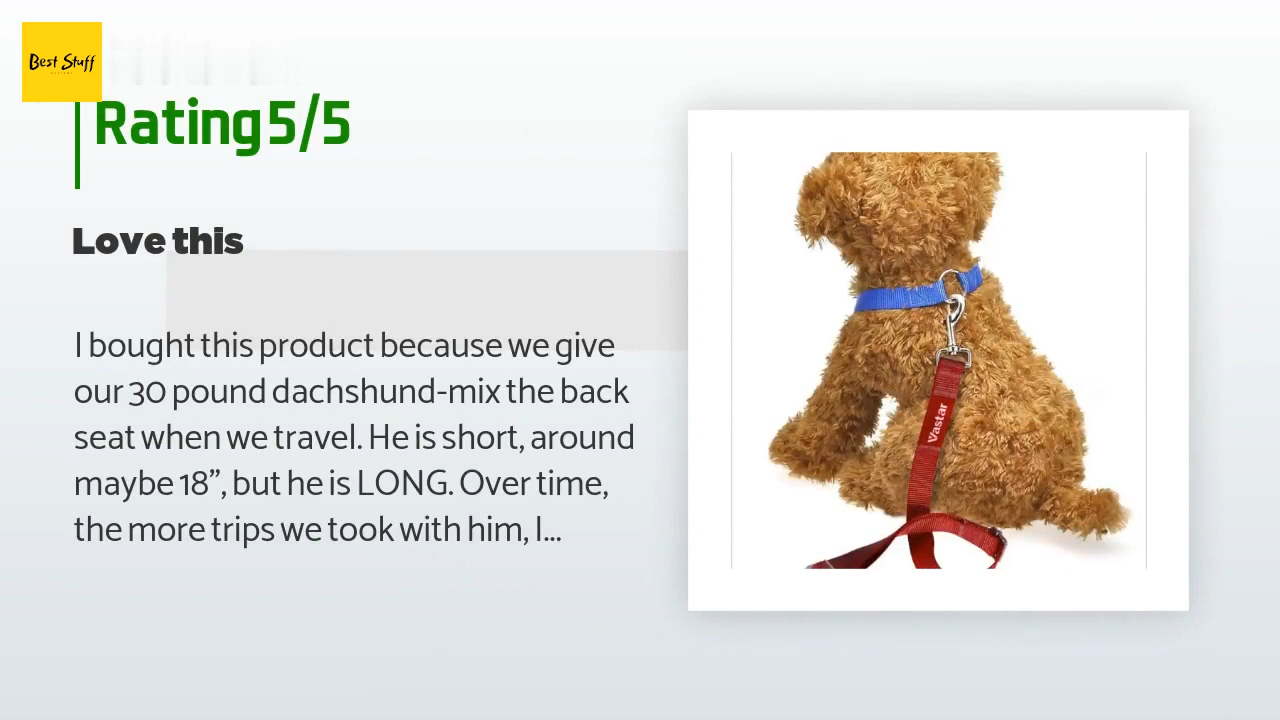 Best Stuff
Rating 5/5
Love this
I bought this product because we give
our 30 pound dachshund-mix the back
seat when we travel. He is short, around
maybe 18”, but he is LONG. Over time,
the more trips we took with him, I...
Vastar